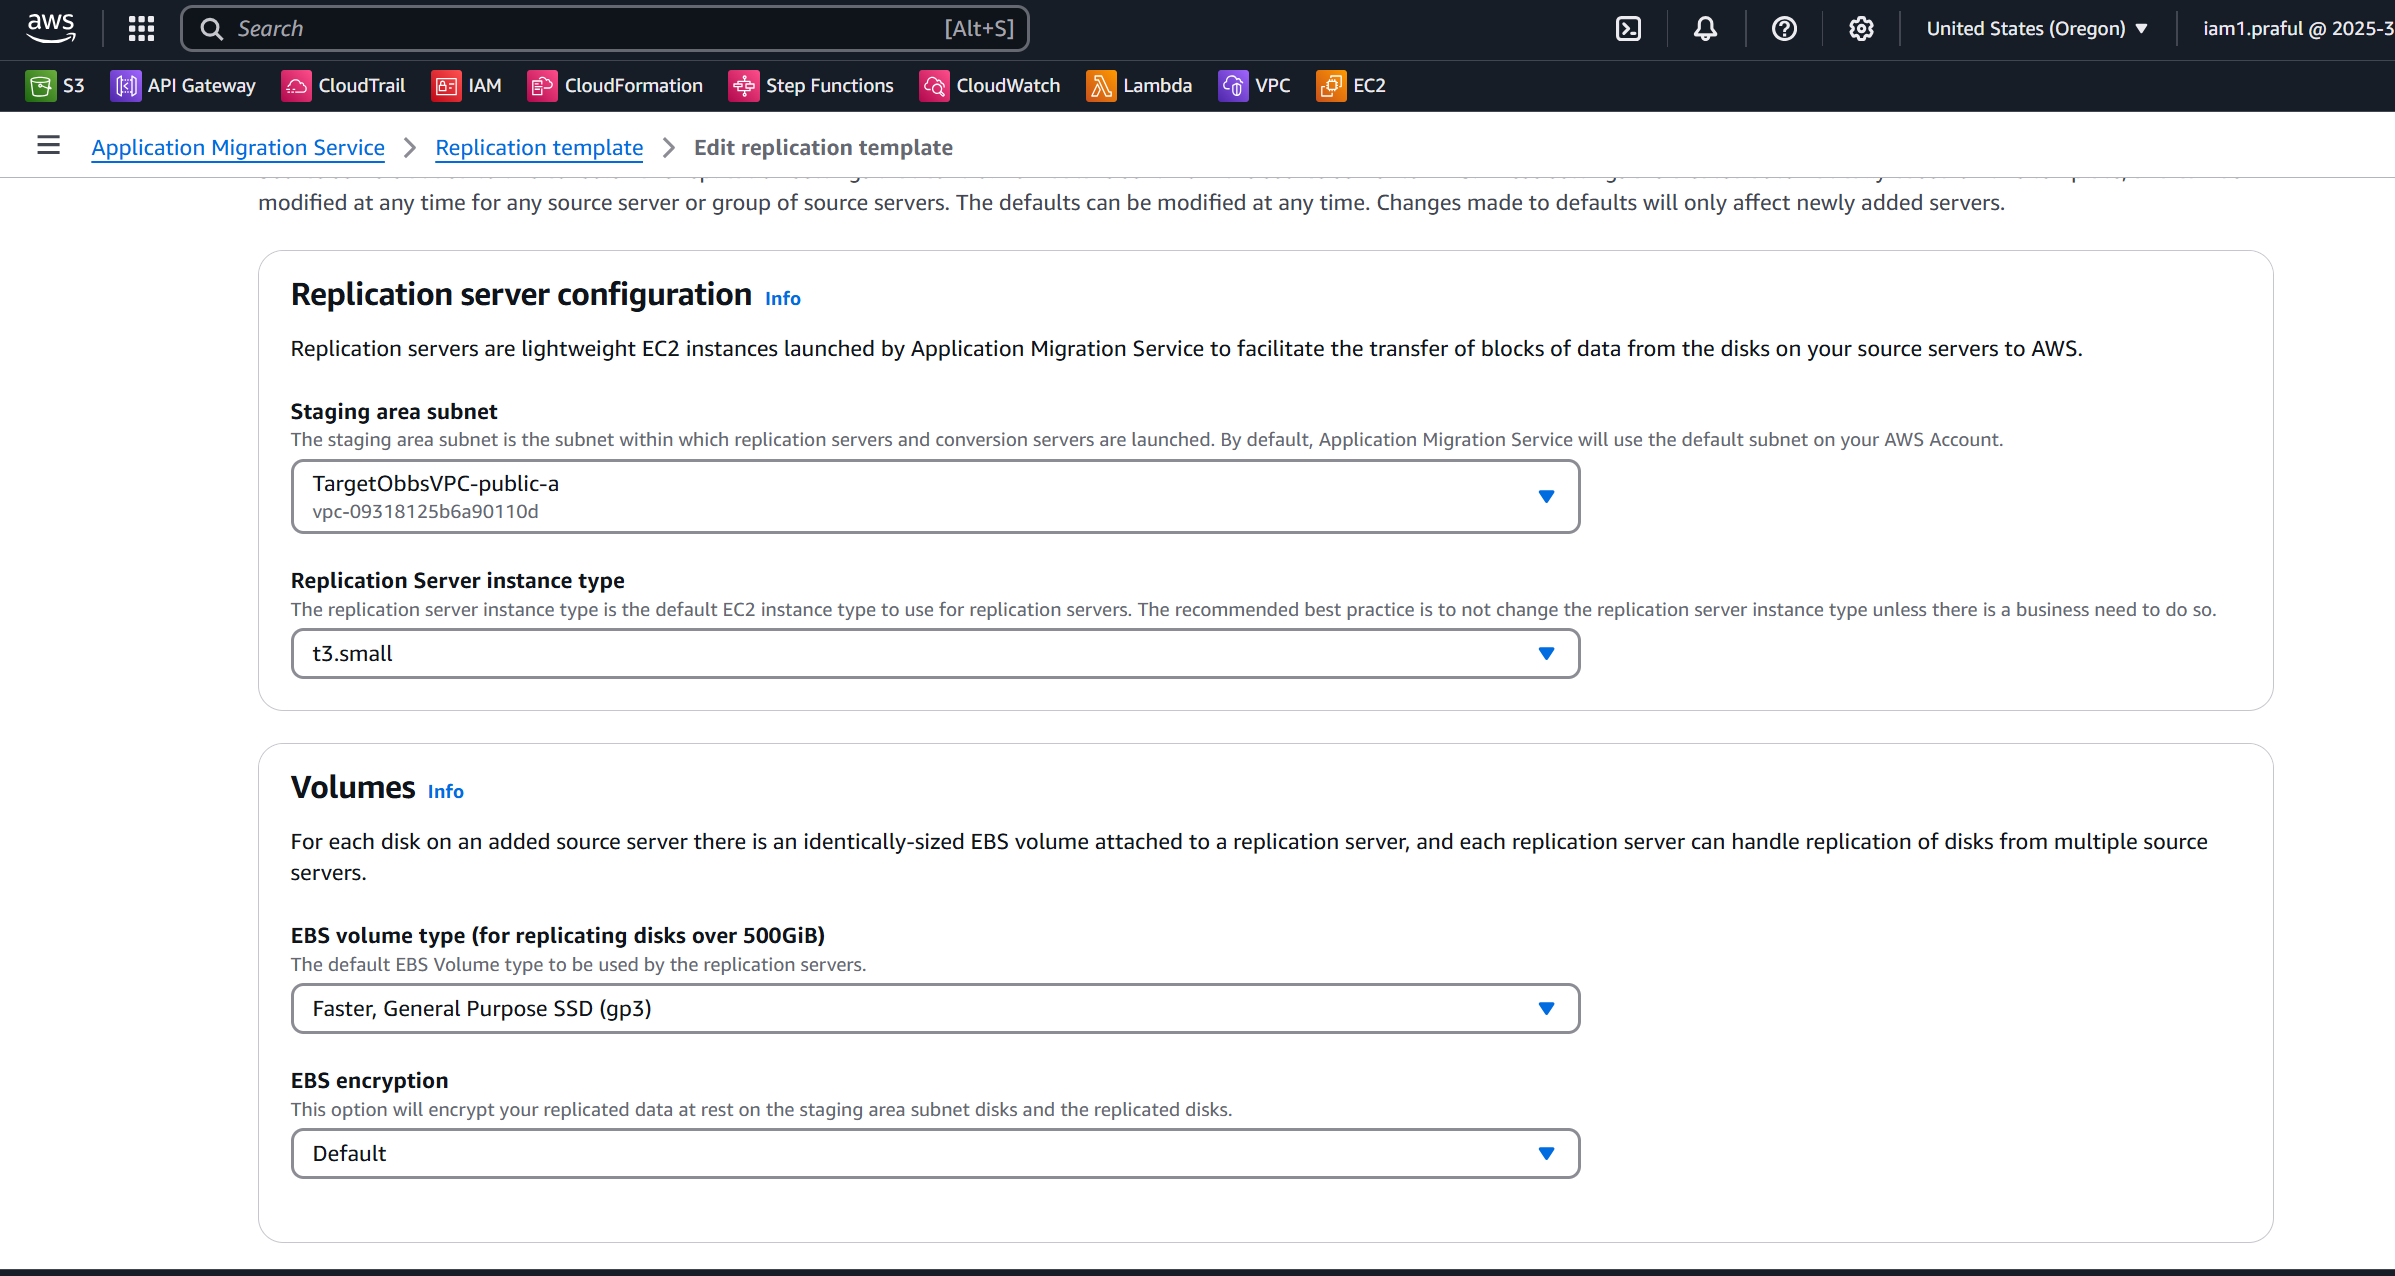 aws
Search
[Alt+S]
United States (Oregon)
iam1.praful @ 2025-3
S3
API Gateway
CloudTrail
IAM
CloudFormation
Step Functions
CloudWatch
Lambda
VPC
EC2
Application Migration Service
Replication template
Edit replication template
modified at any time for any source server or group of source servers. The defaults can be modified at any time. Changes made to defaults will only affect newly added servers.
Replication server configuration Info
Replication servers are lightweight EC2 instances launched by Application Migration Service to facilitate the transfer of blocks of data from the disks on your source servers to AWS.
Staging area subnet
The staging area subnet is the subnet within which replication servers and conversion servers are launched. By default, Application Migration Service will use the default subnet on your AWS Account.
TargetObbsVPC-public-a
vpc-09318125b6a90110d
Replication Server instance type
The replication server instance type is the default EC2 instance type to use for replication servers. The recommended best practice is to not change the replication server instance type unless there is a business need to do so.
t3.small
Volumes Info
For each disk on an added source server there is an identically-sized EBS volume attached to a replication server, and each replication server can handle replication of disks from multiple source
servers.
EBS volume type (for replicating disks over 500GiB)
The default EBS Volume type to be used by the replication servers.
Faster, General Purpose SSD (gp3)
EBS encryption
This option will encrypt your replicated data at rest on the staging area subnet disks and the replicated disks.
Default